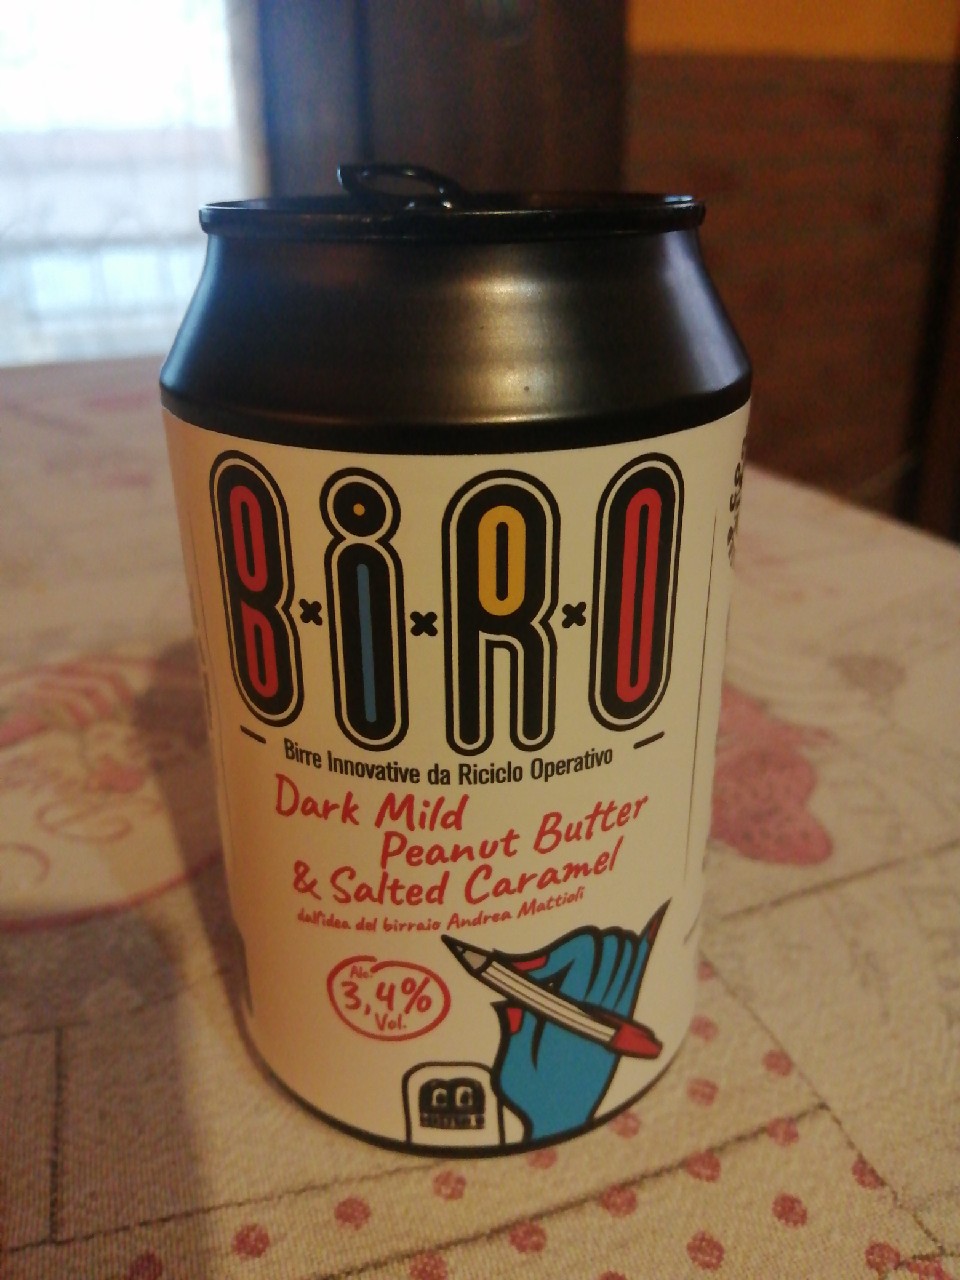 B×i×R×O
Birre Innovative da Riciclo Operativo
Dark Mild
Peanut Butter
& Salted Caramel
dall'idea del birraio Andrea Mattioli
Alc.
3,4%
Vol.